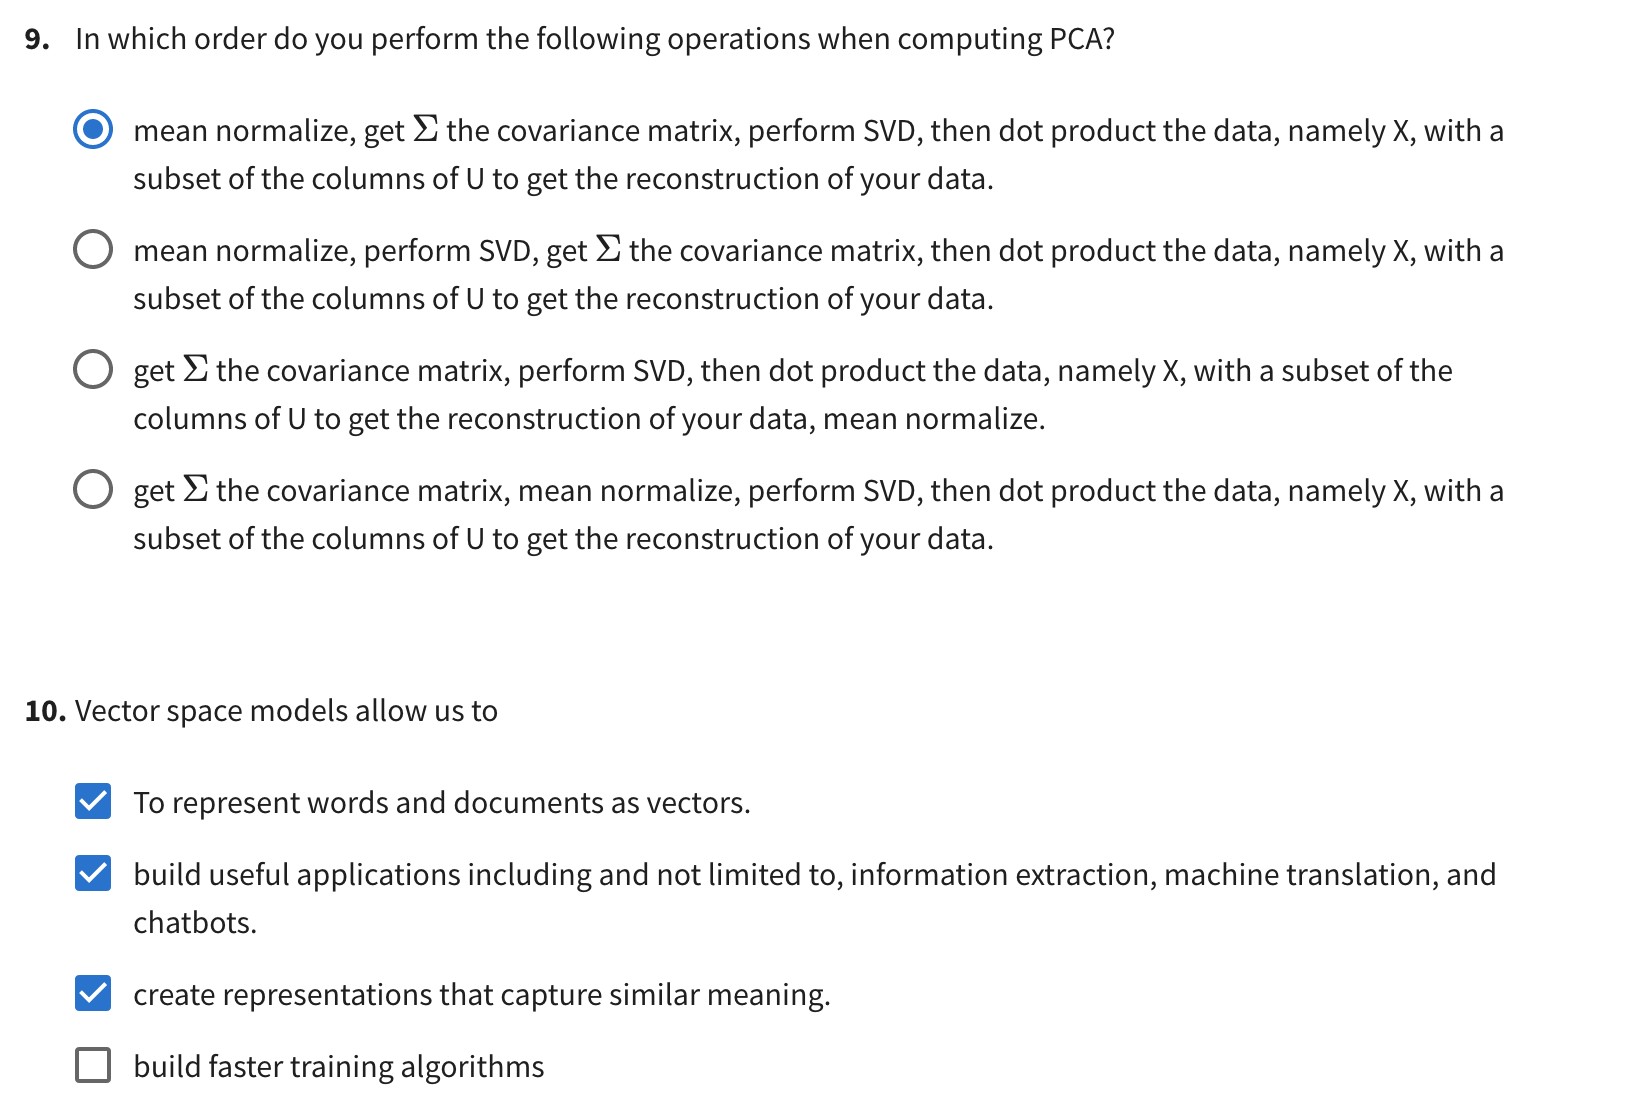 9. In which order do you perform the following operations when computing PCA?
mean normalize, get Σ the covariance matrix, perform SVD, then dot product the data, namely X, with a
subset of the columns of U to get the reconstruction of your data.
mean normalize, perform SVD, get Σ the covariance matrix, then dot product the data, namely X, with a
subset of the columns of U to get the reconstruction of your data.
get Σ the covariance matrix, perform SVD, then dot product the data, namely X, with a subset of the
columns of U to get the reconstruction of your data, mean normalize.
get Σ the covariance matrix, mean normalize, perform SVD, then dot product the data, namely X, with a
subset of the columns of U to get the reconstruction of your data.
10. Vector space models allow us to
To represent words and documents as vectors.
build useful applications including and not limited to, information extraction, machine translation, and
chatbots.
create representations that capture similar meaning.
build faster training algorithms